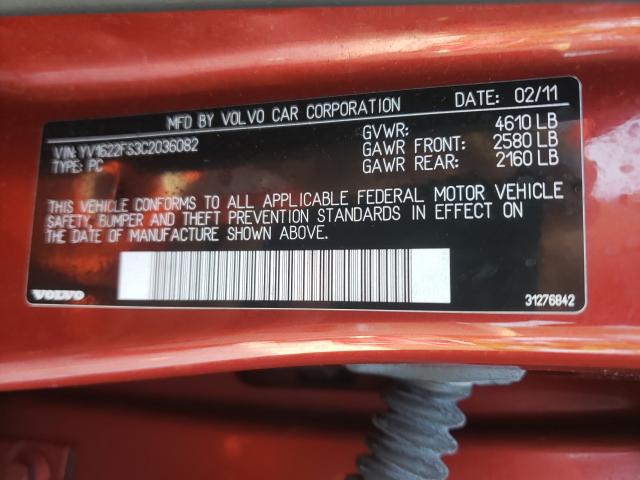 MFD BY VOLVO CAR CORPORATION DATE: 02/11
VIN: YV1622FS3C2036082
TYPE: PC
GVWR: 4610 LB
GAWR FRONT: 2580 LB
GAWR REAR: 2160 LB
THIS VEHICLE CONFORMS TO ALL APPLICABLE FEDERAL MOTOR VEHICLE
SAFETY, BUMPER AND THEFT PREVENTION STANDARDS IN EFFECT ON
THE DATE OF MANUFACTURE SHOWN ABOVE.
VOLVO 31276842